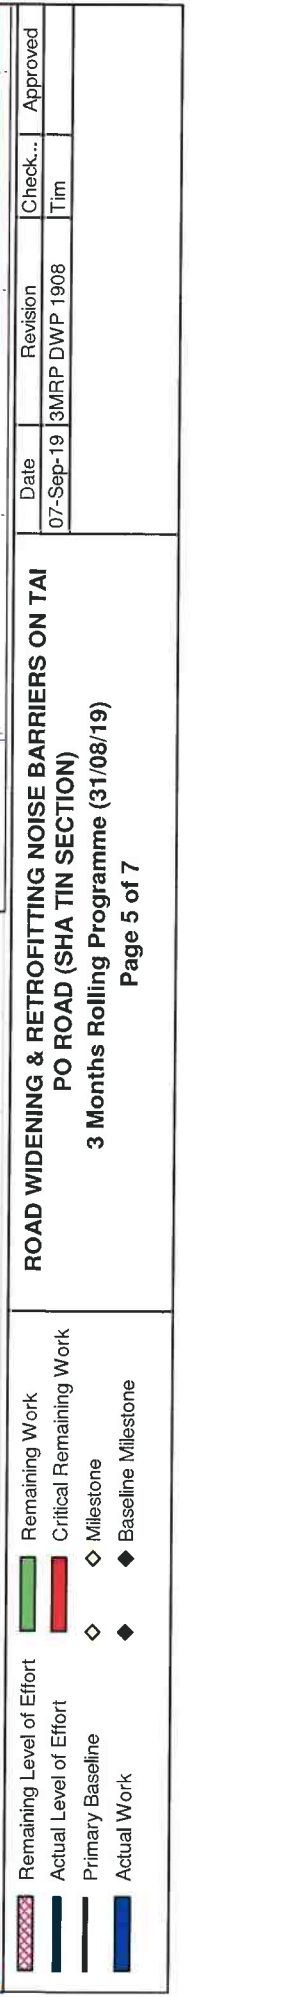 Remaining Level of Effort
Actual Level of Effort
Primary Baseline
Actual Work
Remaining Work
Critical Remaining Work
Milestone
Baseline Milestone
ROAD WIDENING & RETROFITTING NOISE BARRIERS ON TAI
PO ROAD (SHA TIN SECTION)
3 Months Rolling Programme (31/08/19)
Page 5 of 7
Date Revision Check... Approved
07-Sep-19 3MRP DWP 1908 Tim